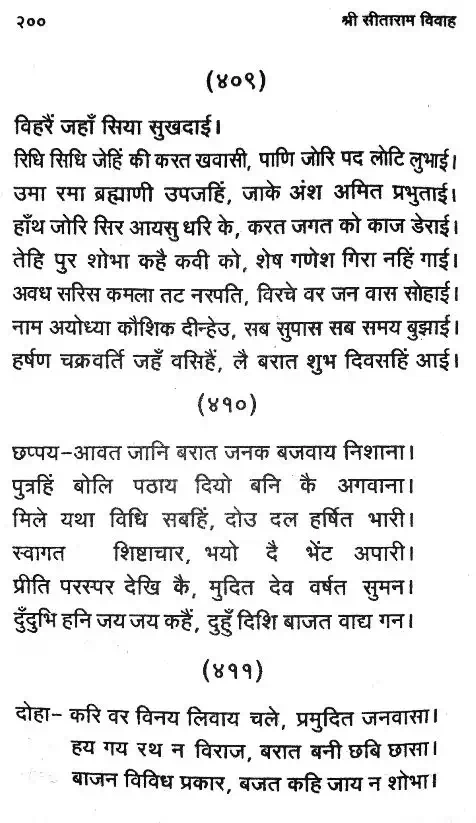 २०० श्री सीताराम विवाह
(४०९)
विहरैं जहाँ सिया सुखदाई।
रिधि सिधि जेहिं की करत खवासी, पाणि जोरि पद लोटि लुभाई।
उमा रमा ब्रह्माणी उपजहिं, जाके अंश अमित प्रभुताई।
हाँथ जोरि सिर आयसु धरि के, करत जगत को काज डेराई।
तेहि पुर शोभा कहै कवी को, शेष गणेश गिरा नहिं गाई।
अवध सरिस कमला तट नरपति, विरचे वर जन वास सोहाई।
नाम अयोध्या कौशिक दीन्हेउ, सब सुपास सब समय बुझाई।
हर्षण चक्रवर्ति जहँ वसिहैं, लै बरात शुभ दिवसहिं आई।
(४१०)
छप्पय-आवत जानि बरात जनक बजवाय निशाना।
पुत्रहिं बोलि पठाय दियो बनि कै अगवाना।
मिले यथा विधि सबहिं, दोउ दल हर्षित भारी।
स्वागत शिष्टाचार, भयो दै भेंट अपारी।
प्रीति परस्पर देखि कै, मुदित देव वर्षत सुमन।
दुँदुभि हनि जय जय कहैं, दुहुँ दिशि बाजत वाद्य गन।
(४११)
दोहा- करि वर विनय लिवाय चले, प्रमुदित जनवासा।
हय गय रथ न विराज, बरात बनी छबि छासा।
बाजन विविध प्रकार, बजत कहि जाय न शोभा।